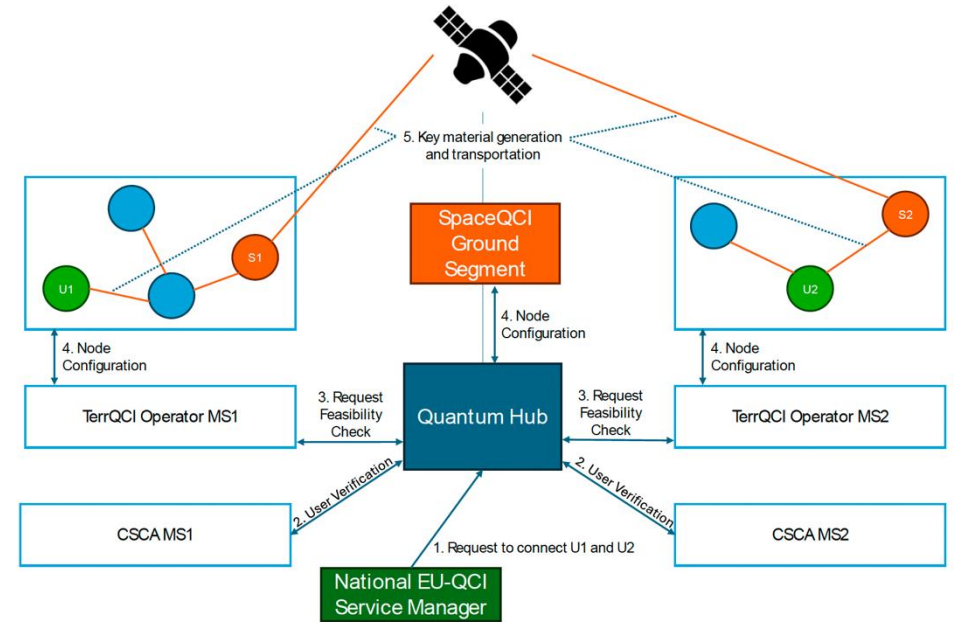 5. Key material generation
and transportation
SpaceQCI
Ground
Segment
S1
U1
S2
U2
4. Node
Configuration
4. Node
Configuration
4. Node
Configuration
TerrQCI Operator MS1
3. Request
Feasibility
Check
Quantum Hub
3. Request
Feasibility
Check
TerrQCI Operator MS2
2. User Verification
2. User Verification
CSCA MS1
CSCA MS2
1. Request to connect U1 and U2
National EU-QCI
Service Manager